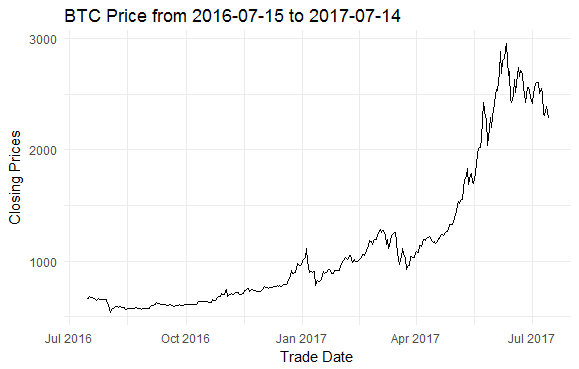 BTC Price from 2016-07-15 to 2017-07-14
3000
2000
1000
Closing Prices
Jul 2016
Oct 2016
Jan 2017
Apr 2017
Jul 2017
Trade Date